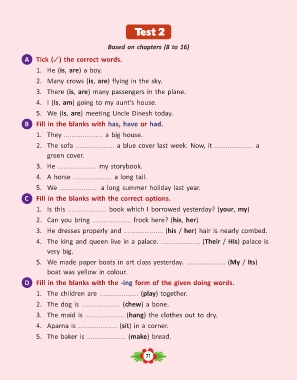 Test 2
Based on chapters (8 to 16)
A Tick (✓) the correct words.
1. He (is, are) a boy.
2. Many crows (is, are) flying in the sky.
3. There (is, are) many passengers in the plane.
4. I (is, am) going to my aunt's house.
5. We (is, are) meeting Uncle Dinesh today.
B Fill in the blanks with has, have or had.
1. They .................... a big house.
2. The sofa .................... a blue cover last week. Now, it .................... a
green cover.
3. He .................... my storybook.
4. A horse .................... a long tail.
5. We .................... a long summer holiday last year.
C Fill in the blanks with the correct options.
1. Is this .................... book which I borrowed yesterday? (your, my)
2. Can you bring .................... frock here? (his, her)
3. He dresses properly and .................... (his / her) hair is nearly combed.
4. The king and queen live in a palace. .................... (Their / His) palace is
very big.
5. We made paper boats in art class yesterday. .................... (My / Its)
boat was yellow in colour.
D Fill in the blanks with the -ing form of the given doing words.
1. The children are .................... (play) together.
2. The dog is .................... (chew) a bone.
3. The maid is .................... (hang) the clothes out to dry.
4. Aparna is .................... (sit) in a corner.
5. The baker is .................... (make) bread.
71